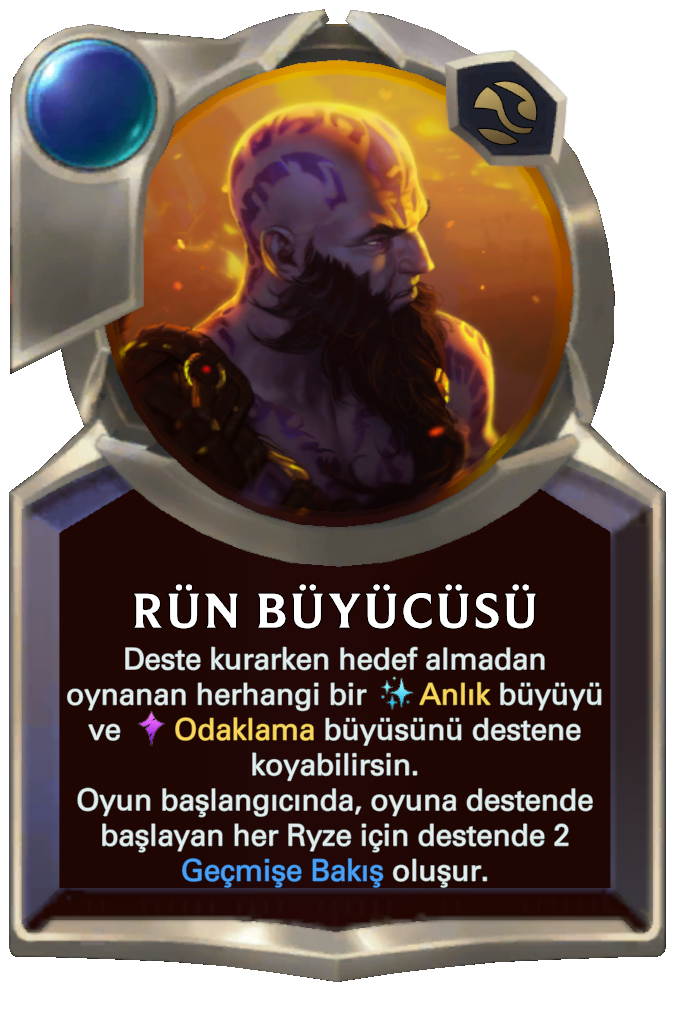 RÜN BÜYÜCÜSÜ
Deste kurarken hedef almadan
oynanan herhangi bir Anlık büyüyü
ve Odaklama büyüsünü destene
koyabilirsin.
Oyun başlangıcında, oyuna destende
başlayan her Ryze için destende 2
Geçmişe Bakış oluşur.